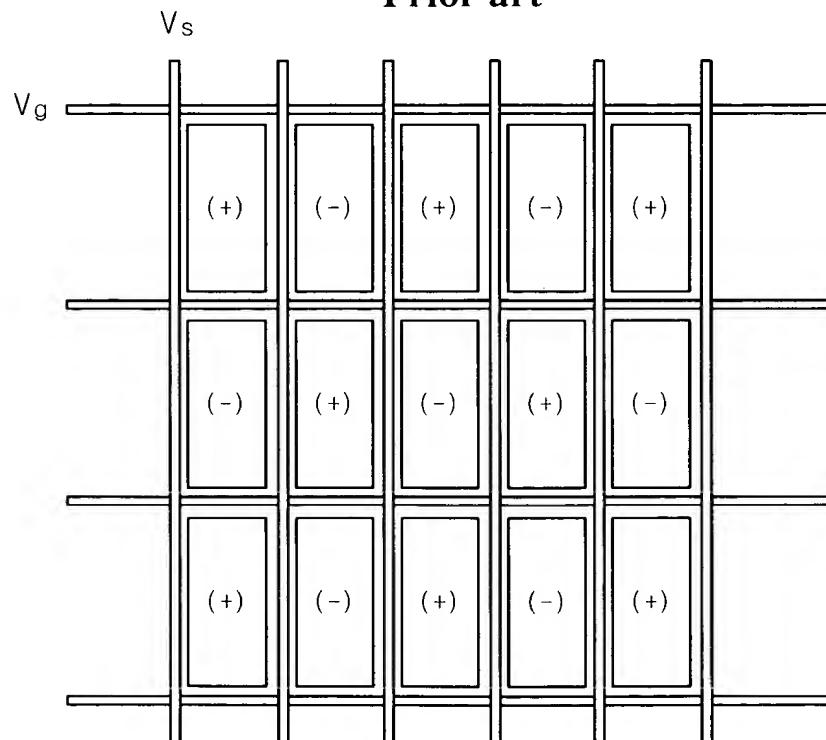 Prior art
Vs
Vg
(+) (-) (+) (-) (+)
(-) (+) (-) (+) (-)
(+) (-) (+) (-) (+)